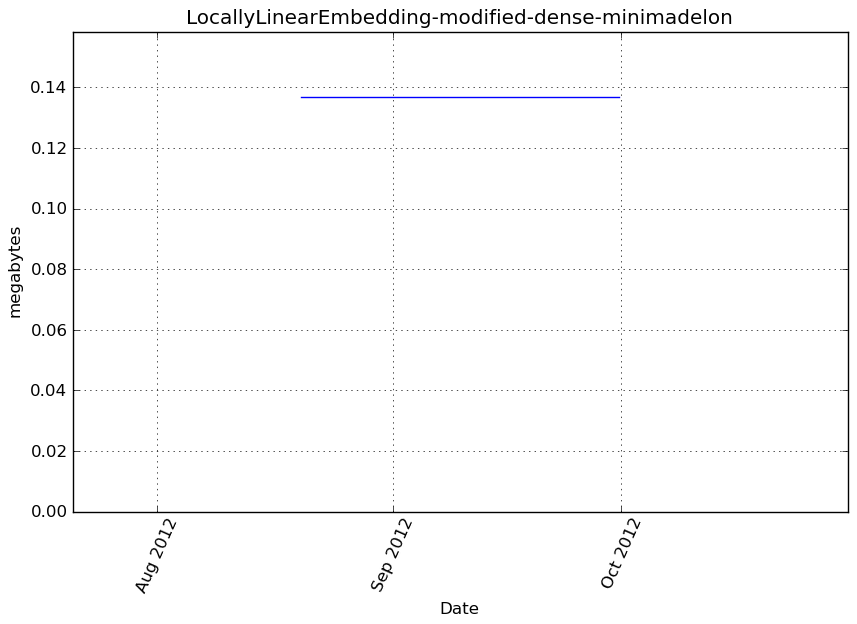 LocallyLinearEmbedding-modified-dense-minimadelon
0.14
0.12
0.10
0.08
0.06
0.04
0.02
0.00
megabytes
Aug 2012
Sep 2012
Oct 2012
Date